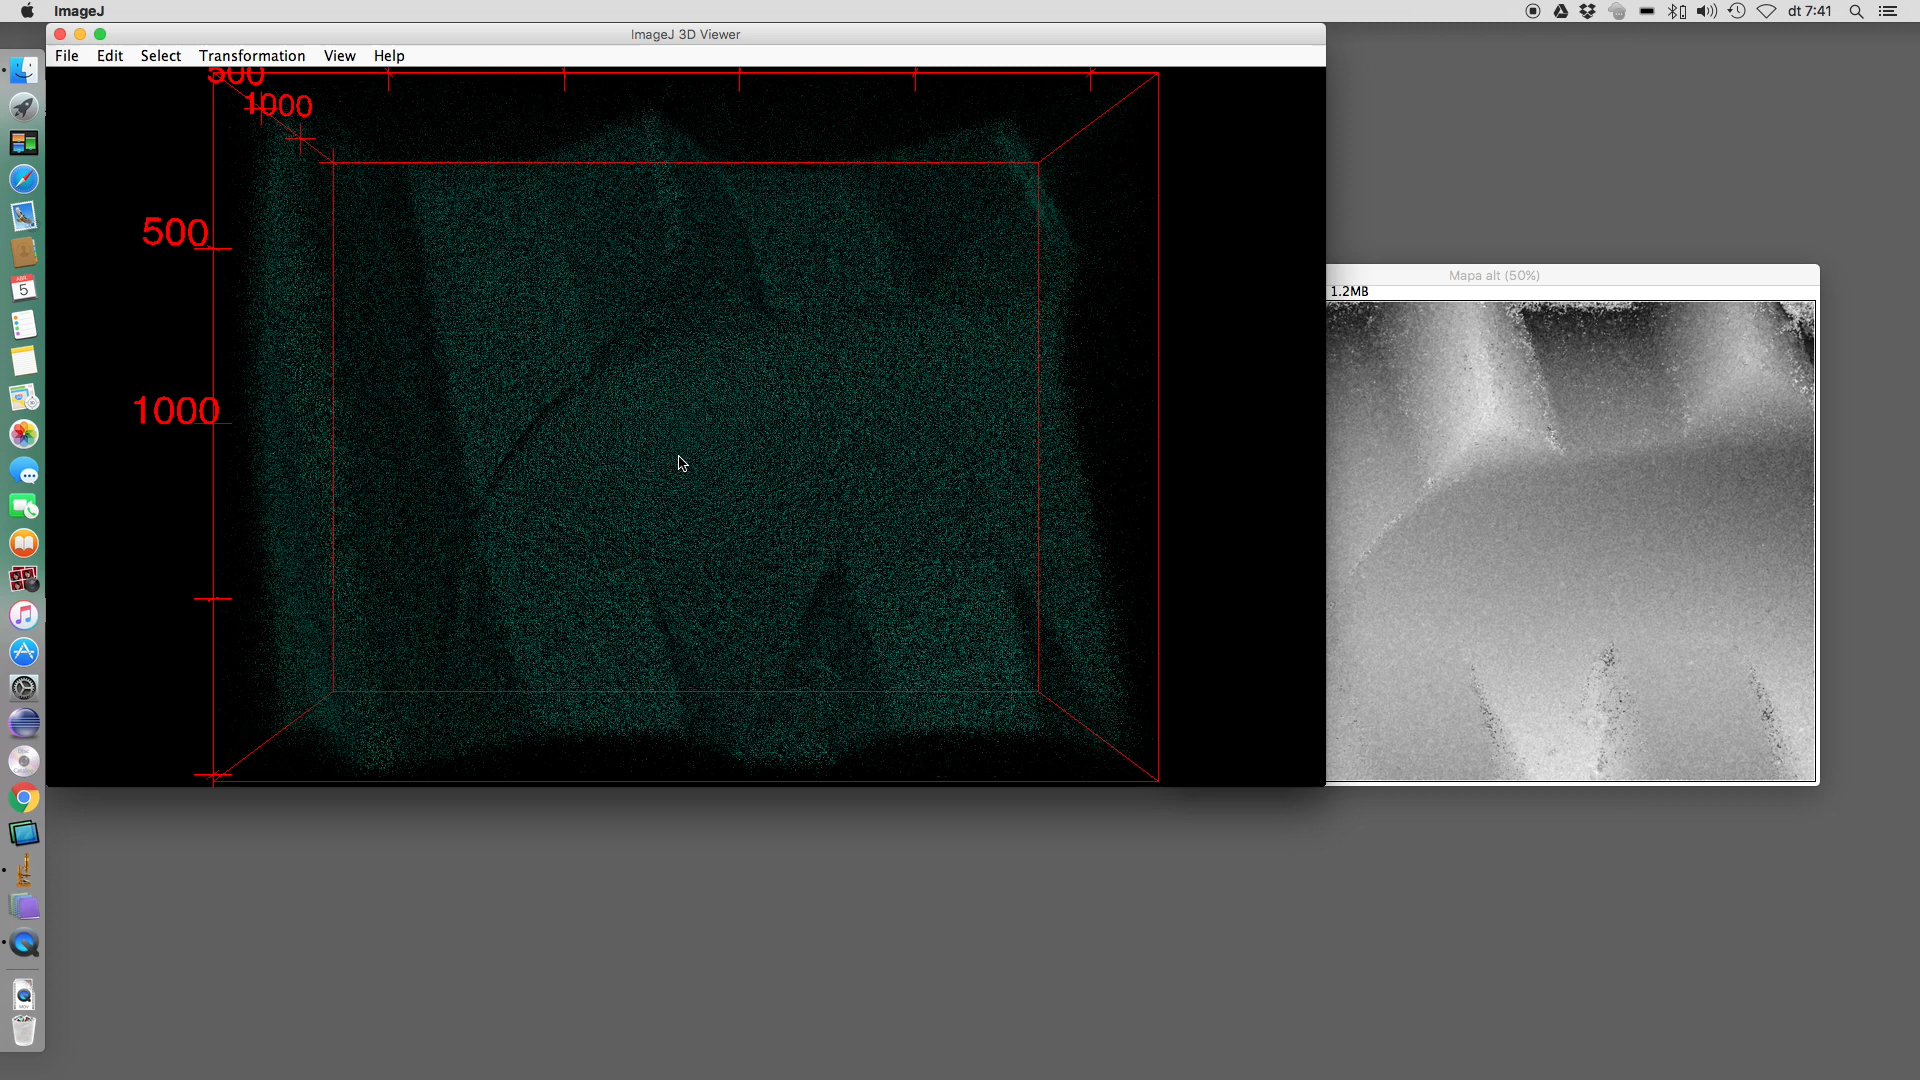 ImageJ
dt 7:41
ImageJ 3D Viewer
File Edit Select Transformation View Help
500
1000
500
1000
Mapa alt (50%)
1.2MB
5